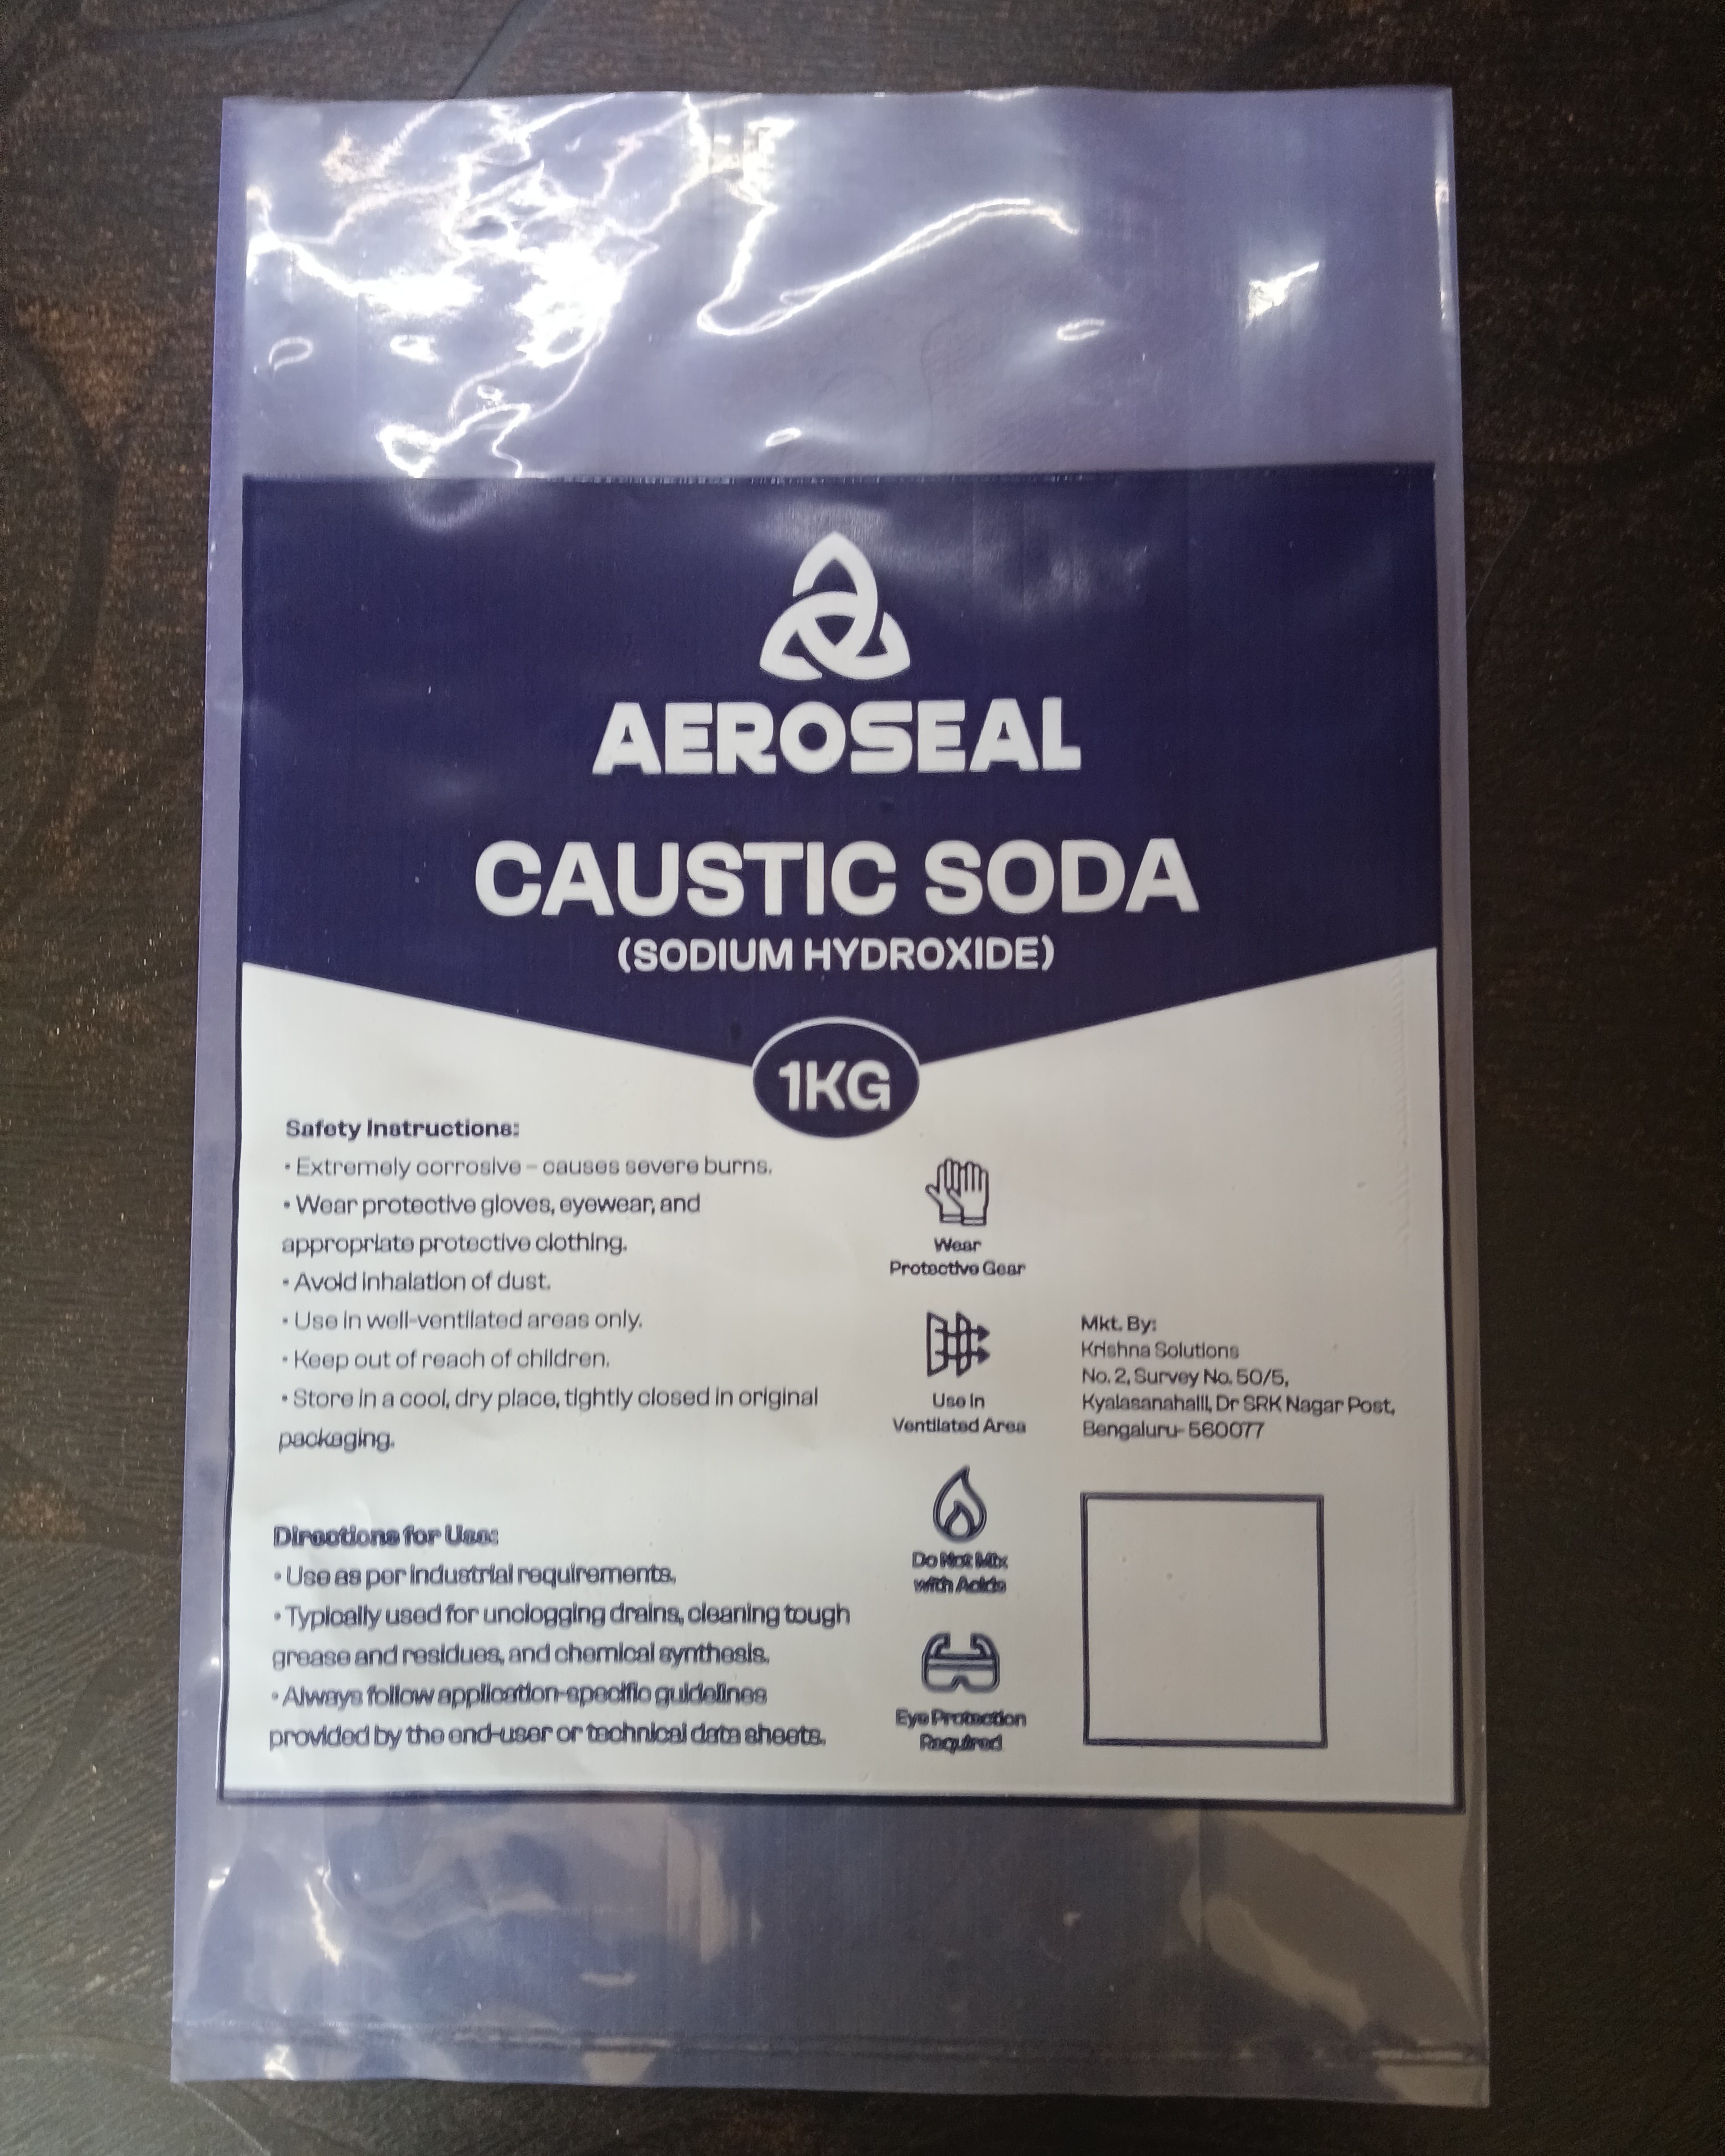 AEROSEAL
CAUSTIC SODA
(SODIUM HYDROXIDE)
1KG
Safety Instructions:
• Extremely corrosive – causes severe burns.
• Wear protective gloves, eyewear, and
appropriate protective clothing.
• Avoid inhalation of dust.
• Use in well-ventilated areas only.
• Keep out of reach of children.
• Store in a cool, dry place, tightly closed in original
packaging.
Directions for Use:
• Use as per industrial requirements.
• Typically used for unclogging drains, cleaning tough
grease and residues, and chemical synthesis.
• Always follow application-specific guidelines
provided by the end-user or technical data sheets.
Wear
Protective Gear
Use in
Ventilated Area
Do Not Mix
with Acids
Eye Protection
Required
Mkt. By:
Krishna Solutions
No. 2, Survey No. 50/5,
Kyalasanahalli, Dr SRK Nagar Post,
Bengaluru- 560077